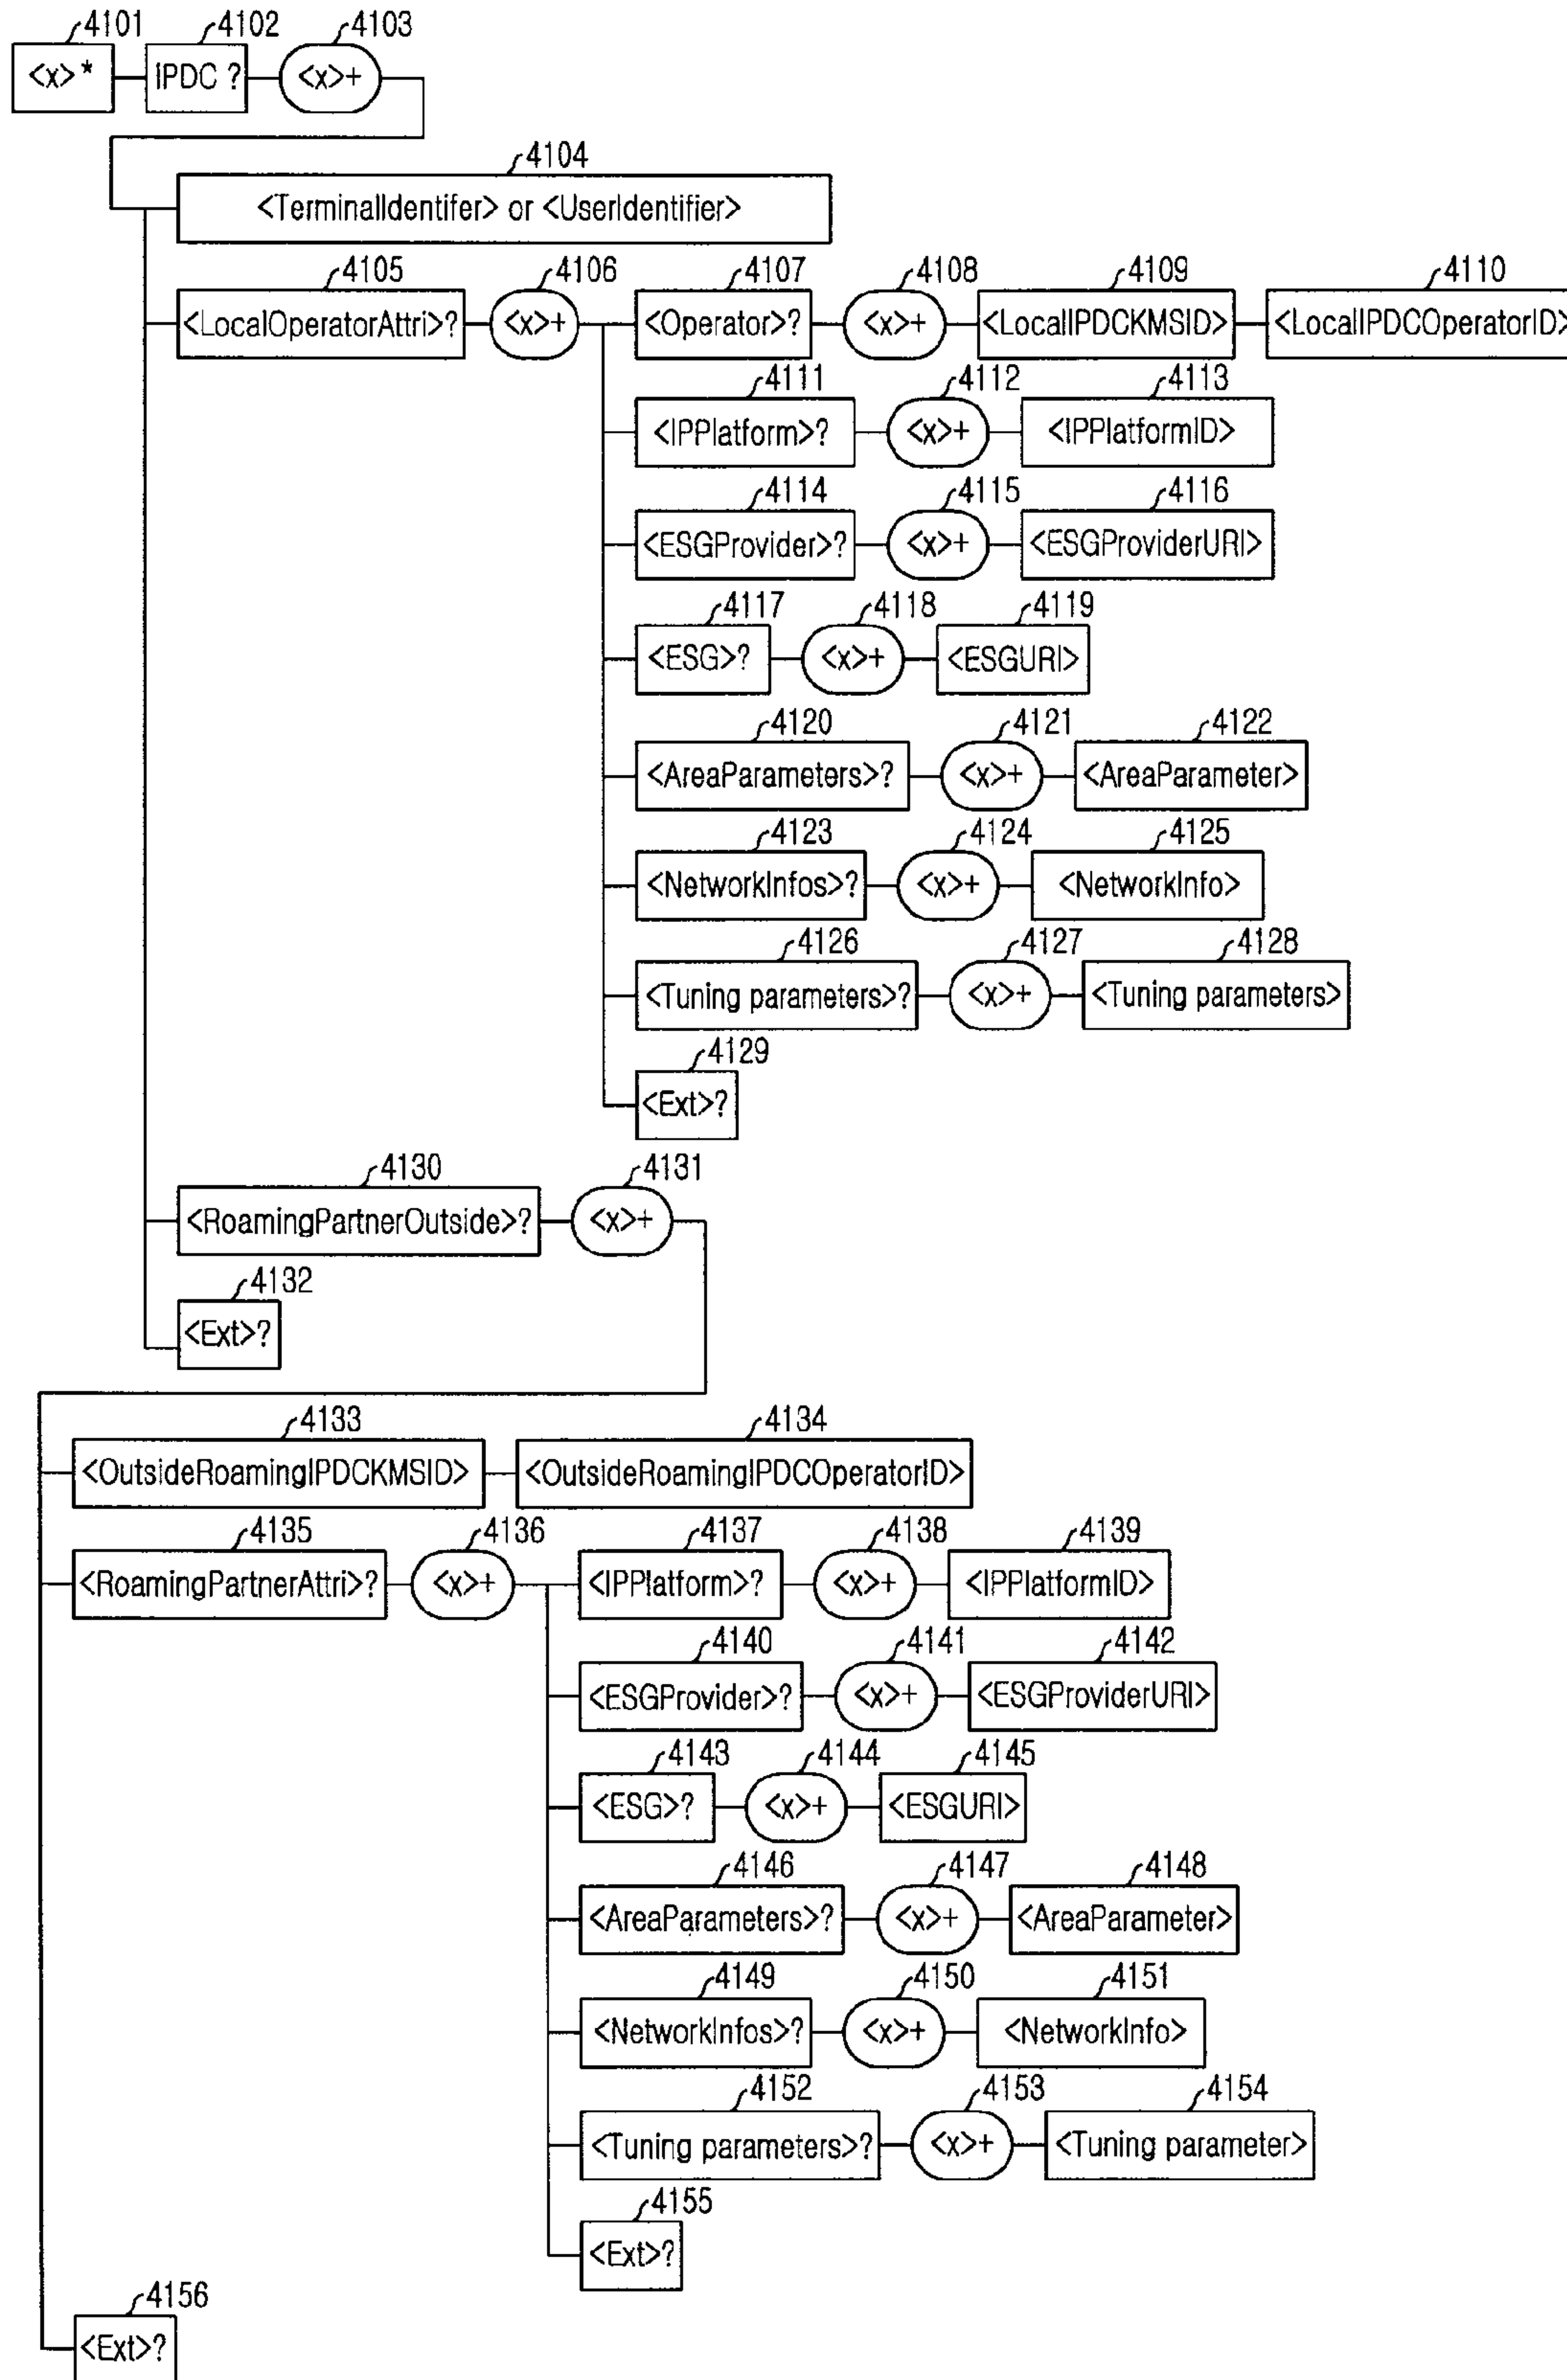 4101 4102 4103
<x>* IPDC ? <x>+
4104
<TerminalIdentifer> or <UserIdentifier>
4105 4106 4107 4108 4109 4110
<LocalOperatorAttri>? <x>+ <Operator>? <x>+ <LocalIPDCKMSID> <LocalIPDCOperatorID>
4111 4112 4113
<IPPlatform>? <x>+ <IPPlatformID>
4114 4115 4116
<ESGProvider>? <x>+ <ESGProviderURI>
4117 4118 4119
<ESG>? <x>+ <ESGURI>
4120 4121 4122
<AreaParameters>? <x>+ <AreaParameter>
4123 4124 4125
<NetworkInfos>? <x>+ <NetworkInfo>
4126 4127 4128
<Tuning parameters>? <x>+ <Tuning parameters>
4129
<Ext>?
4130 4131
<RoamingPartnerOutside>? <x>+
4132
<Ext>?
4133 4134
<OutsideRoamingIPDCKMSID> <OutsideRoamingIPDCOperatorID>
4135 4136 4137 4138 4139
<RoamingPartnerAttri>? <x>+ <IPPlatform>? <x>+ <IPPlatformID>
4140 4141 4142
<ESGProvider>? <x>+ <ESGProviderURI>
4143 4144 4145
<ESG>? <x>+ <ESGURI>
4146 4147 4148
<AreaParameters>? <x>+ <AreaParameter>
4149 4150 4151
<NetworkInfos>? <x>+ <NetworkInfo>
4152 4153 4154
<Tuning parameters>? <x>+ <Tuning parameter>
4155
<Ext>?
4156
<Ext>?